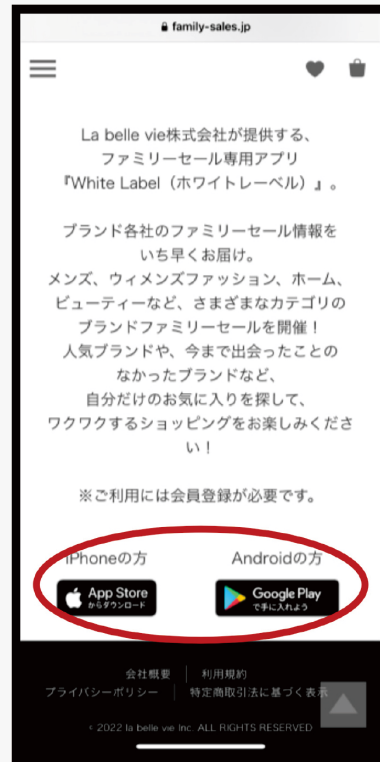 family-sales.jp
La belle vie株式会社が提供する、
ファミリーセール専用アプリ
『White Label（ホワイトレーベル）』。
ブランド各社のファミリーセール情報を
いち早くお届け。
メンズ、ウィメンズファッション、ホーム、
ビューティーなど、さまざまなカテゴリの
ブランドファミリーセールを開催！
人気ブランドや、今まで出会ったことの
なかったブランドなど、
自分だけのお気に入りを探して、
ワクワクするショッピングをお楽しみくださ
い！
※ご利用には会員登録が必要です。
iPhoneの方 Androidの方
App Store Google Play
からダウンロード で手に入れよう
会社概要 利用規約
プライバシーポリシー 特定商取引法に基づく表示
© 2022 la belle vie Inc. ALL RIGHTS RESERVED